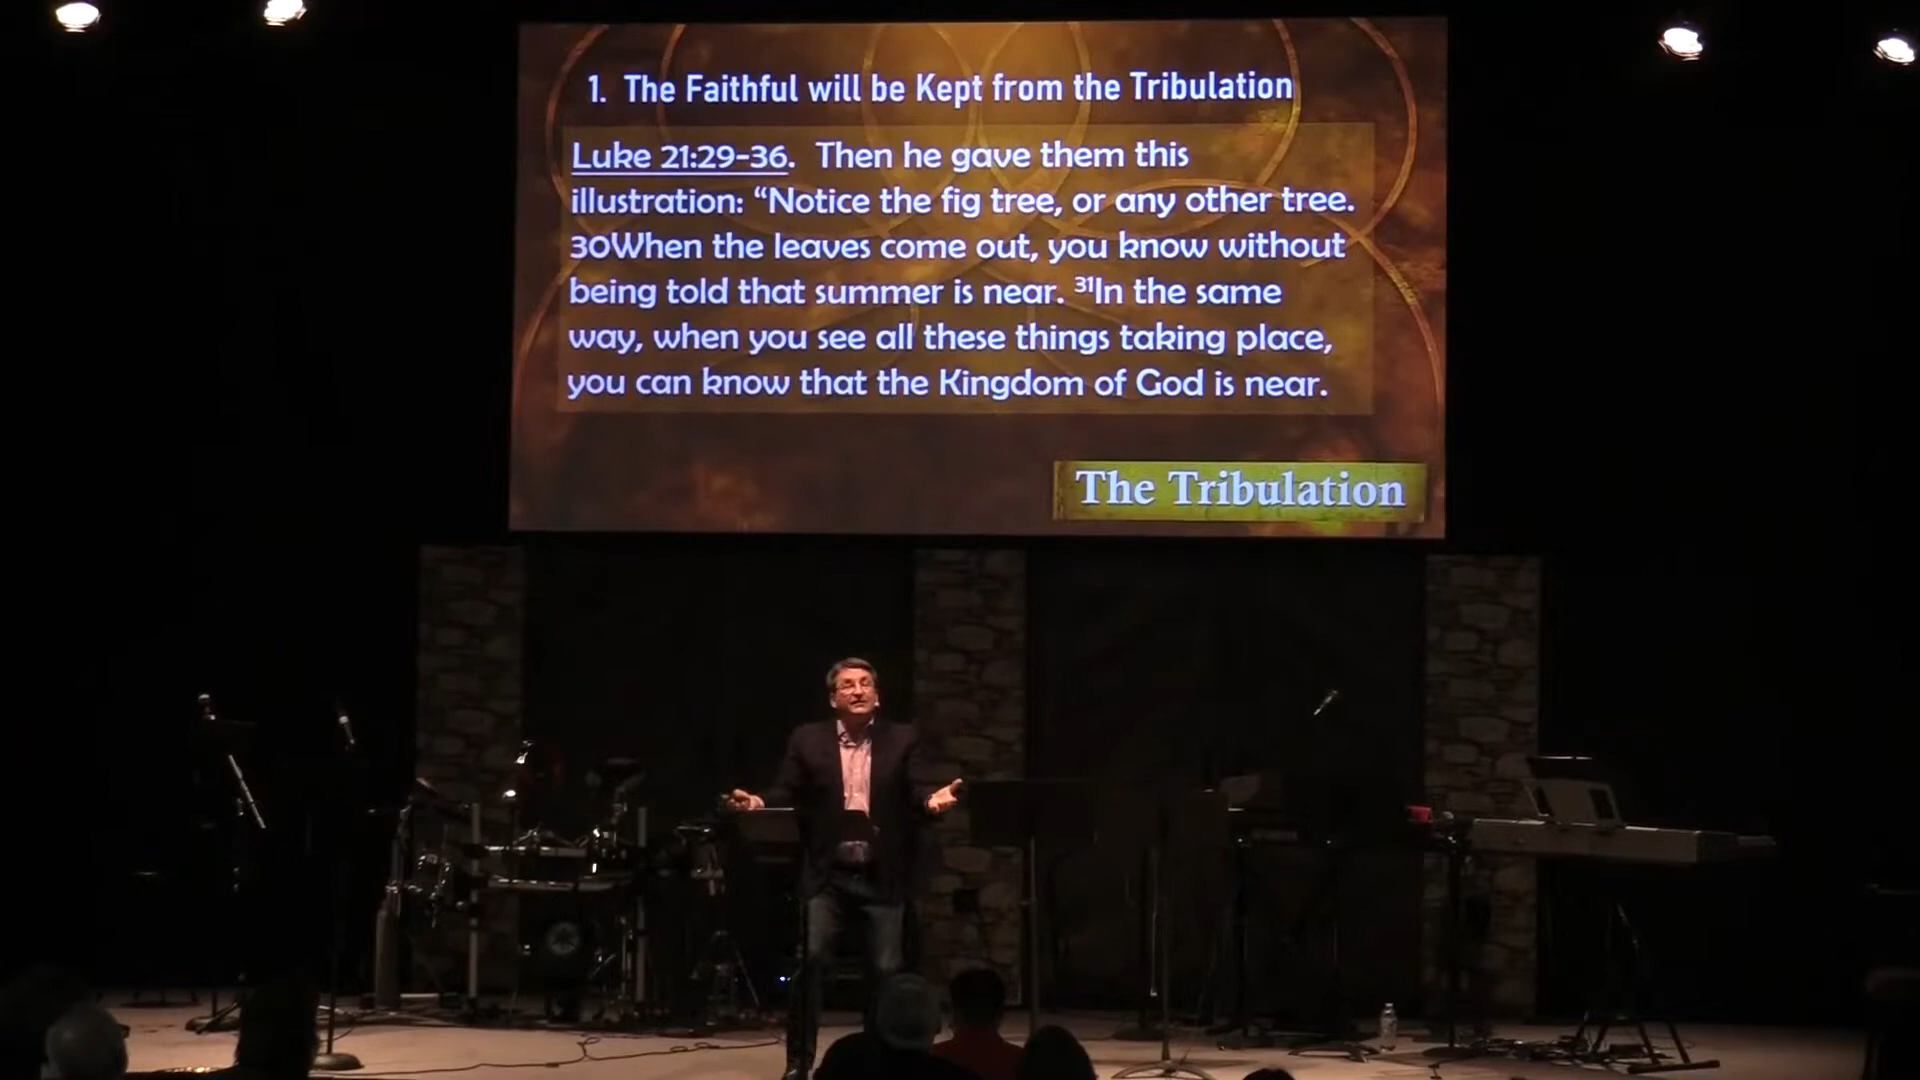 1. The Faithful will be Kept from the Tribulation
Luke 21:29-36. Then he gave them this
illustration: “Notice the fig tree, or any other tree.
30When the leaves come out, you know without
being told that summer is near. ³¹In the same
way, when you see all these things taking place,
you can know that the Kingdom of God is near.
The Tribulation